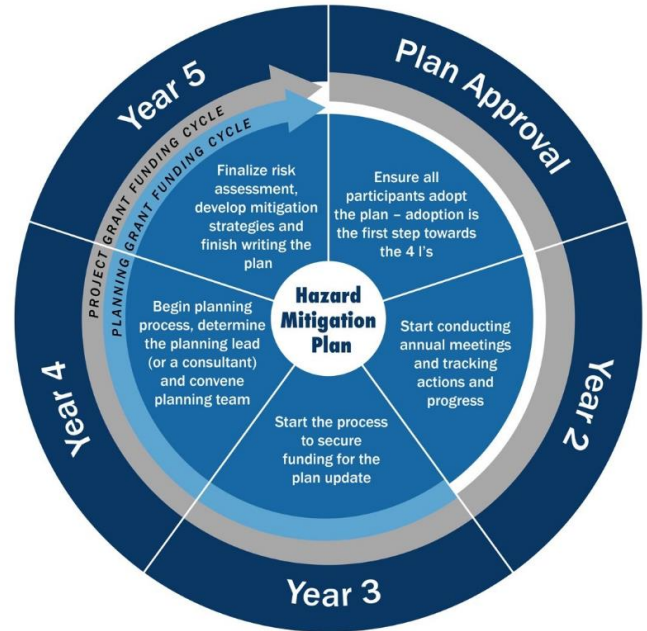 Plan Approval
Year 2
Year 3
Year 4
Year 5
PROJECT GRANT FUNDING CYCLE
PLANNING GRANT FUNDING CYCLE
Hazard
Mitigation
Plan
Ensure all
participants adopt
the plan – adoption is
the first step towards
the 4 I's
Start conducting
annual meetings
and tracking
actions and
progress
Start the process
to secure
funding for the
plan update
Begin planning
process, determine
the planning lead
(or a consultant)
and convene
planning team
Finalize risk
assessment,
develop mitigation
strategies and
finish writing the
plan